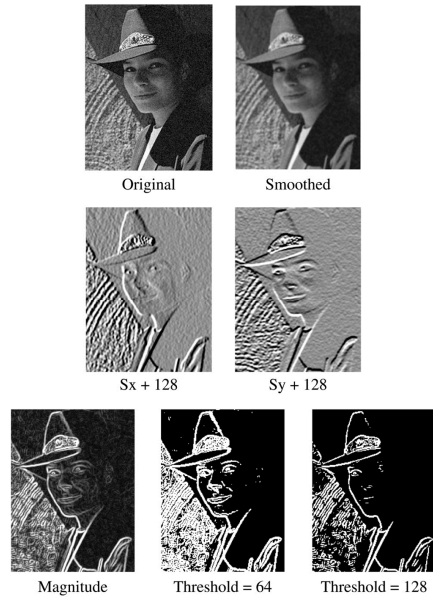 Original
Smoothed
Sx + 128
Sy + 128
Magnitude
Threshold = 64
Threshold = 128